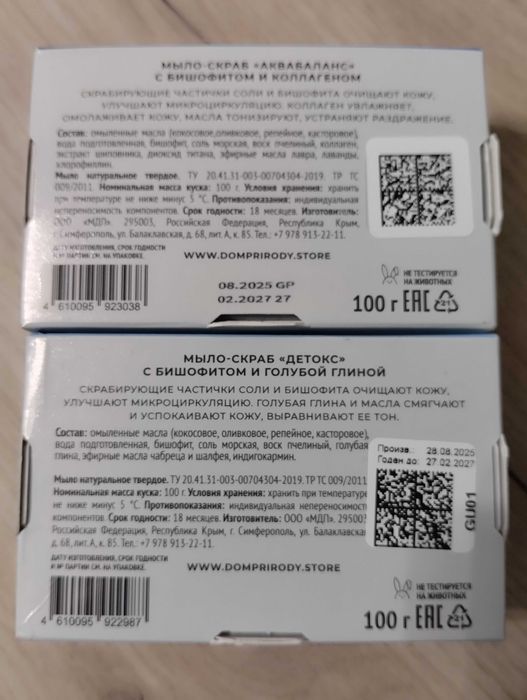 МЫЛО-СКРАБ «АКВАБАЛАНС»
С БИШОФИТОМ И КОЛЛАГЕНОМ
СКРАБИРУЮЩИЕ ЧАСТИЧКИ СОЛИ И БИШОФИТА ОЧИЩАЮТ КОЖУ,
УЛУЧШАЮТ МИКРОЦИРКУЛЯЦИЮ. КОЛЛАГЕН УВЛАЖНЯЕТ,
ОМОЛАЖИВАЕТ КОЖУ, МАСЛА ТОНИЗИРУЮТ, УСТРАНЯЮТ РАЗДРАЖЕНИЕ.
Состав: омыленные масла (кокосовое, оливковое, репейное, касторовое),
вода подготовленная, бишофит, соль морская, воск пчелиный, коллаген,
экстракт шиповника, диоксид титана, эфирные масла лавра, лаванды,
хлорофиллин.
Мыло натуральное твердое. ТУ 20.41.31-003-00704304-2019. ТР ТС
009/2011. Номинальная масса куска: 100 г. Условия хранения: хранить
при температуре не ниже минус 5 °С. Противопоказания: индивидуальная
непереносимость компонентов. Срок годности: 18 месяцев. Изготовитель:
ООО «МДП», 295003, Российская Федерация, Республика Крым,
г. Симферополь, ул. Балаклавская, д. 68, лит А, к. 85. Тел.: +7 978 913-22-11.
ДАТУ ИЗГОТОВЛЕНИЯ, СРОК ГОДНОСТИ
И № ПАРТИИ СМ. НА УПАКОВКЕ.
WWW.DOMPRIRODY.STORE
4 610095 923038
08.2025 GP
02.2027 27
НЕ ТЕСТИРУЕТСЯ
НА ЖИВОТНЫХ
100 г EAC 21
МЫЛО-СКРАБ «ДЕТОКС»
С БИШОФИТОМ И ГОЛУБОЙ ГЛИНОЙ
СКРАБИРУЮЩИЕ ЧАСТИЧКИ СОЛИ И БИШОФИТА ОЧИЩАЮТ КОЖУ,
УЛУЧШАЮТ МИКРОЦИРКУЛЯЦИЮ. ГОЛУБАЯ ГЛИНА И МАСЛА СМЯГЧАЮТ
И УСПОКАИВАЮТ КОЖУ, ВЫРАВНИВАЮТ ЕЕ ТОН.
Состав: омыленные масла (кокосовое, оливковое, репейное, касторовое),
вода подготовленная, бишофит, соль морская, воск пчелиный, голубая
глина, эфирные масла чабреца и шалфея, индигокармин.
Мыло натуральное твердое. ТУ 20.41.31-003-00704304-2019. ТР ТС 009/2011
Номинальная масса куска: 100 г. Условия хранения: хранить при температуре
не ниже минус 5 °С. Противопоказания: индивидуальная непереносимость
компонентов. Срок годности: 18 месяцев. Изготовитель: ООО «МДП», 295003
Российская Федерация, Республика Крым, г. Симферополь, ул. Балаклавская
д. 68, лит. А, к. 85. Тел.: +7 978 913-22-11.
Произв.: 28.08.2025
Годен до: 27.02.2027
GU01
ДАТУ ИЗГОТОВЛЕНИЯ, СРОК ГОДНОСТИ
И № ПАРТИИ СМ. НА УПАКОВКЕ.
WWW.DOMPRIRODY.STORE
4 610095 922987
НЕ ТЕСТИРУЕТСЯ
НА ЖИВОТНЫХ
100 г EAC 21